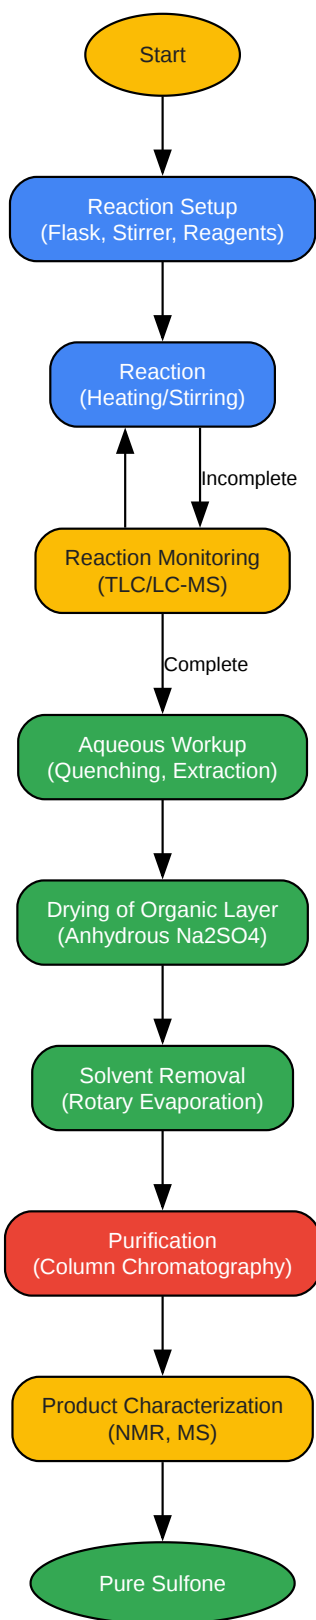 Start
Reaction Setup
(Flask, Stirrer, Reagents)
Reaction
(Heating/Stirring)
Incomplete
Reaction Monitoring
(TLC/LC-MS)
Complete
Aqueous Workup
(Quenching, Extraction)
Drying of Organic Layer
(Anhydrous Na2SO4)
Solvent Removal
(Rotary Evaporation)
Purification
(Column Chromatography)
Product Characterization
(NMR, MS)
Pure Sulfone